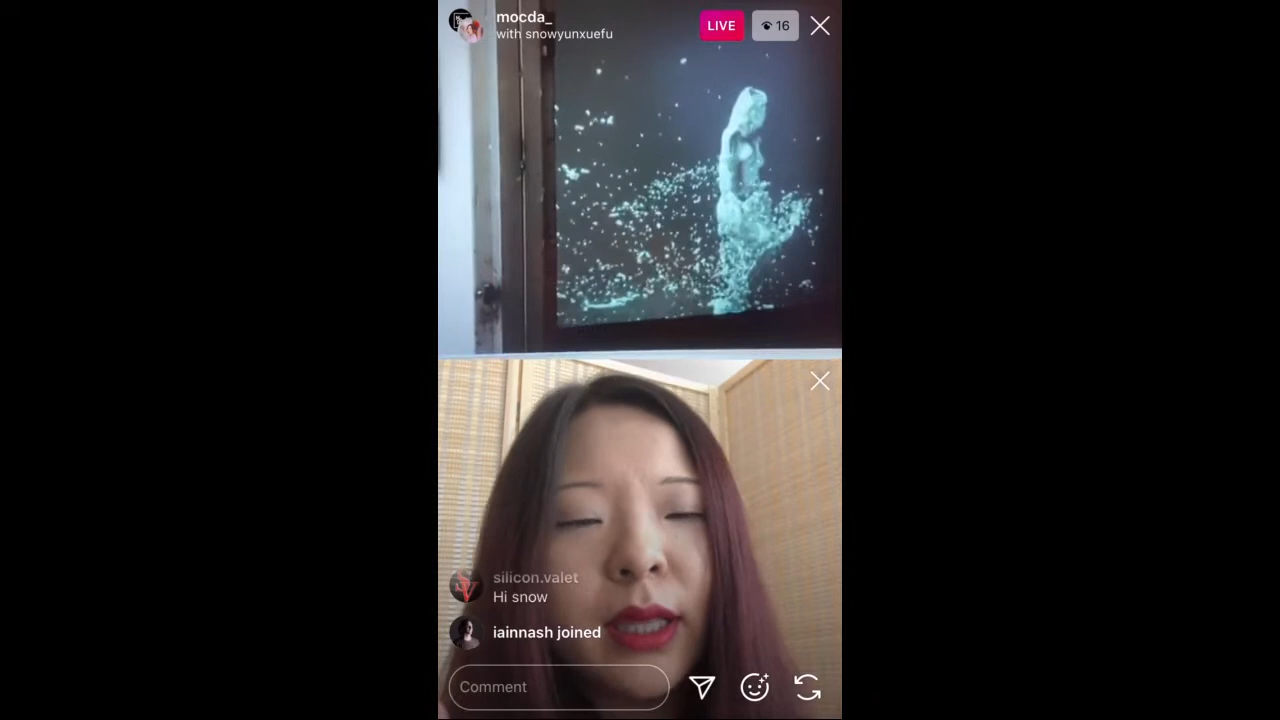 mocda_
with snowyunxuefu
LIVE
16
silicon.valet
Hi snow
iainnash joined
Comment